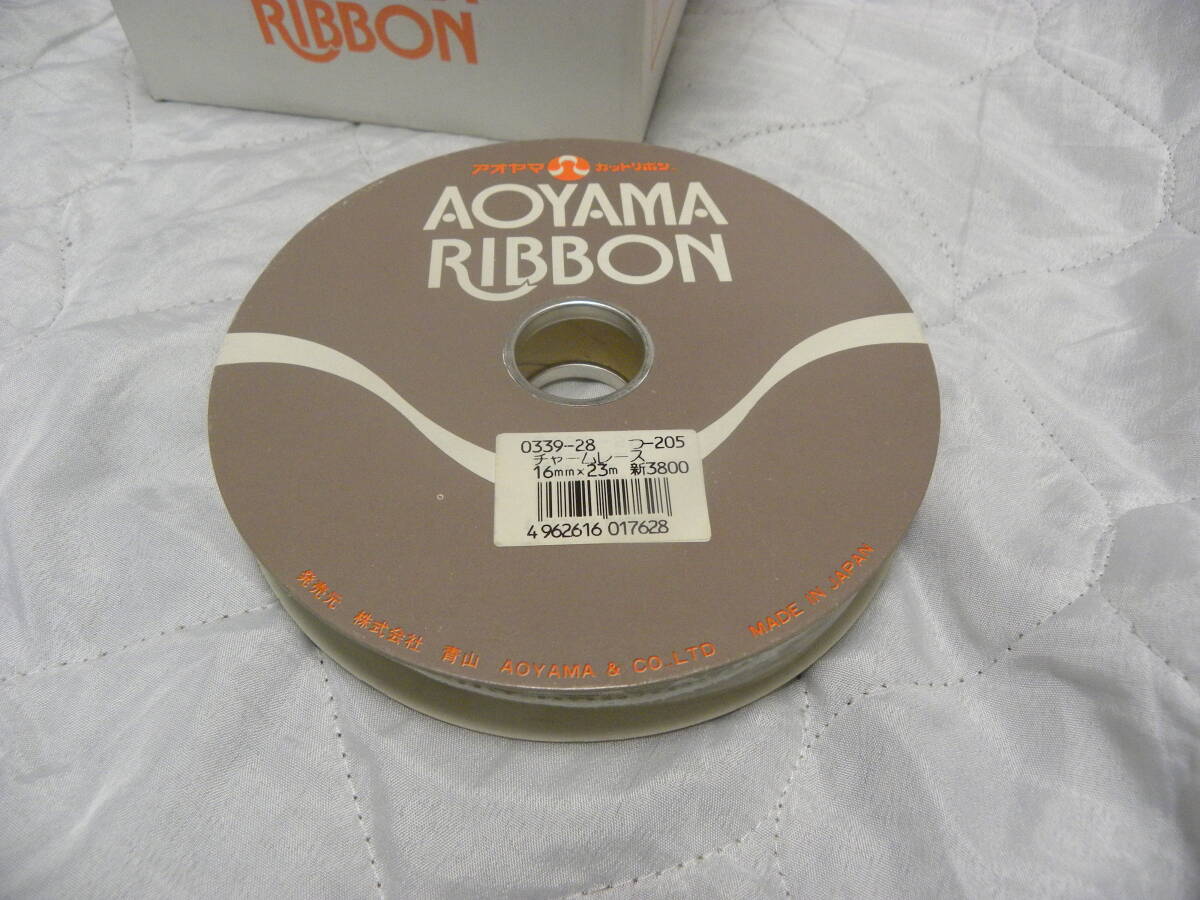 RIBBON
アオヤマ カットリボン
AOYAMA
RIBBON
0339-28 つ-205
チャームレース
16mm×23m 新3800
4 962616 017628
発売元 株式会社 青山 AOYAMA & CO.,LTD MADE IN JAPAN